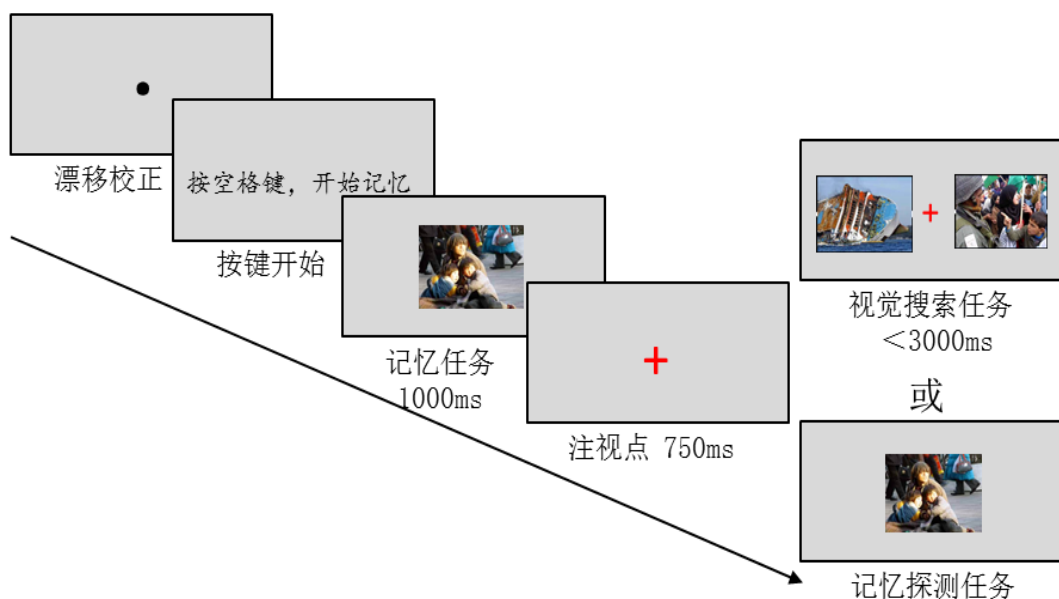 漂移校正
按空格键，开始记忆
按键开始
记忆任务
1000ms
注视点 750ms
视觉搜索任务
＜3000ms
或
记忆探测任务